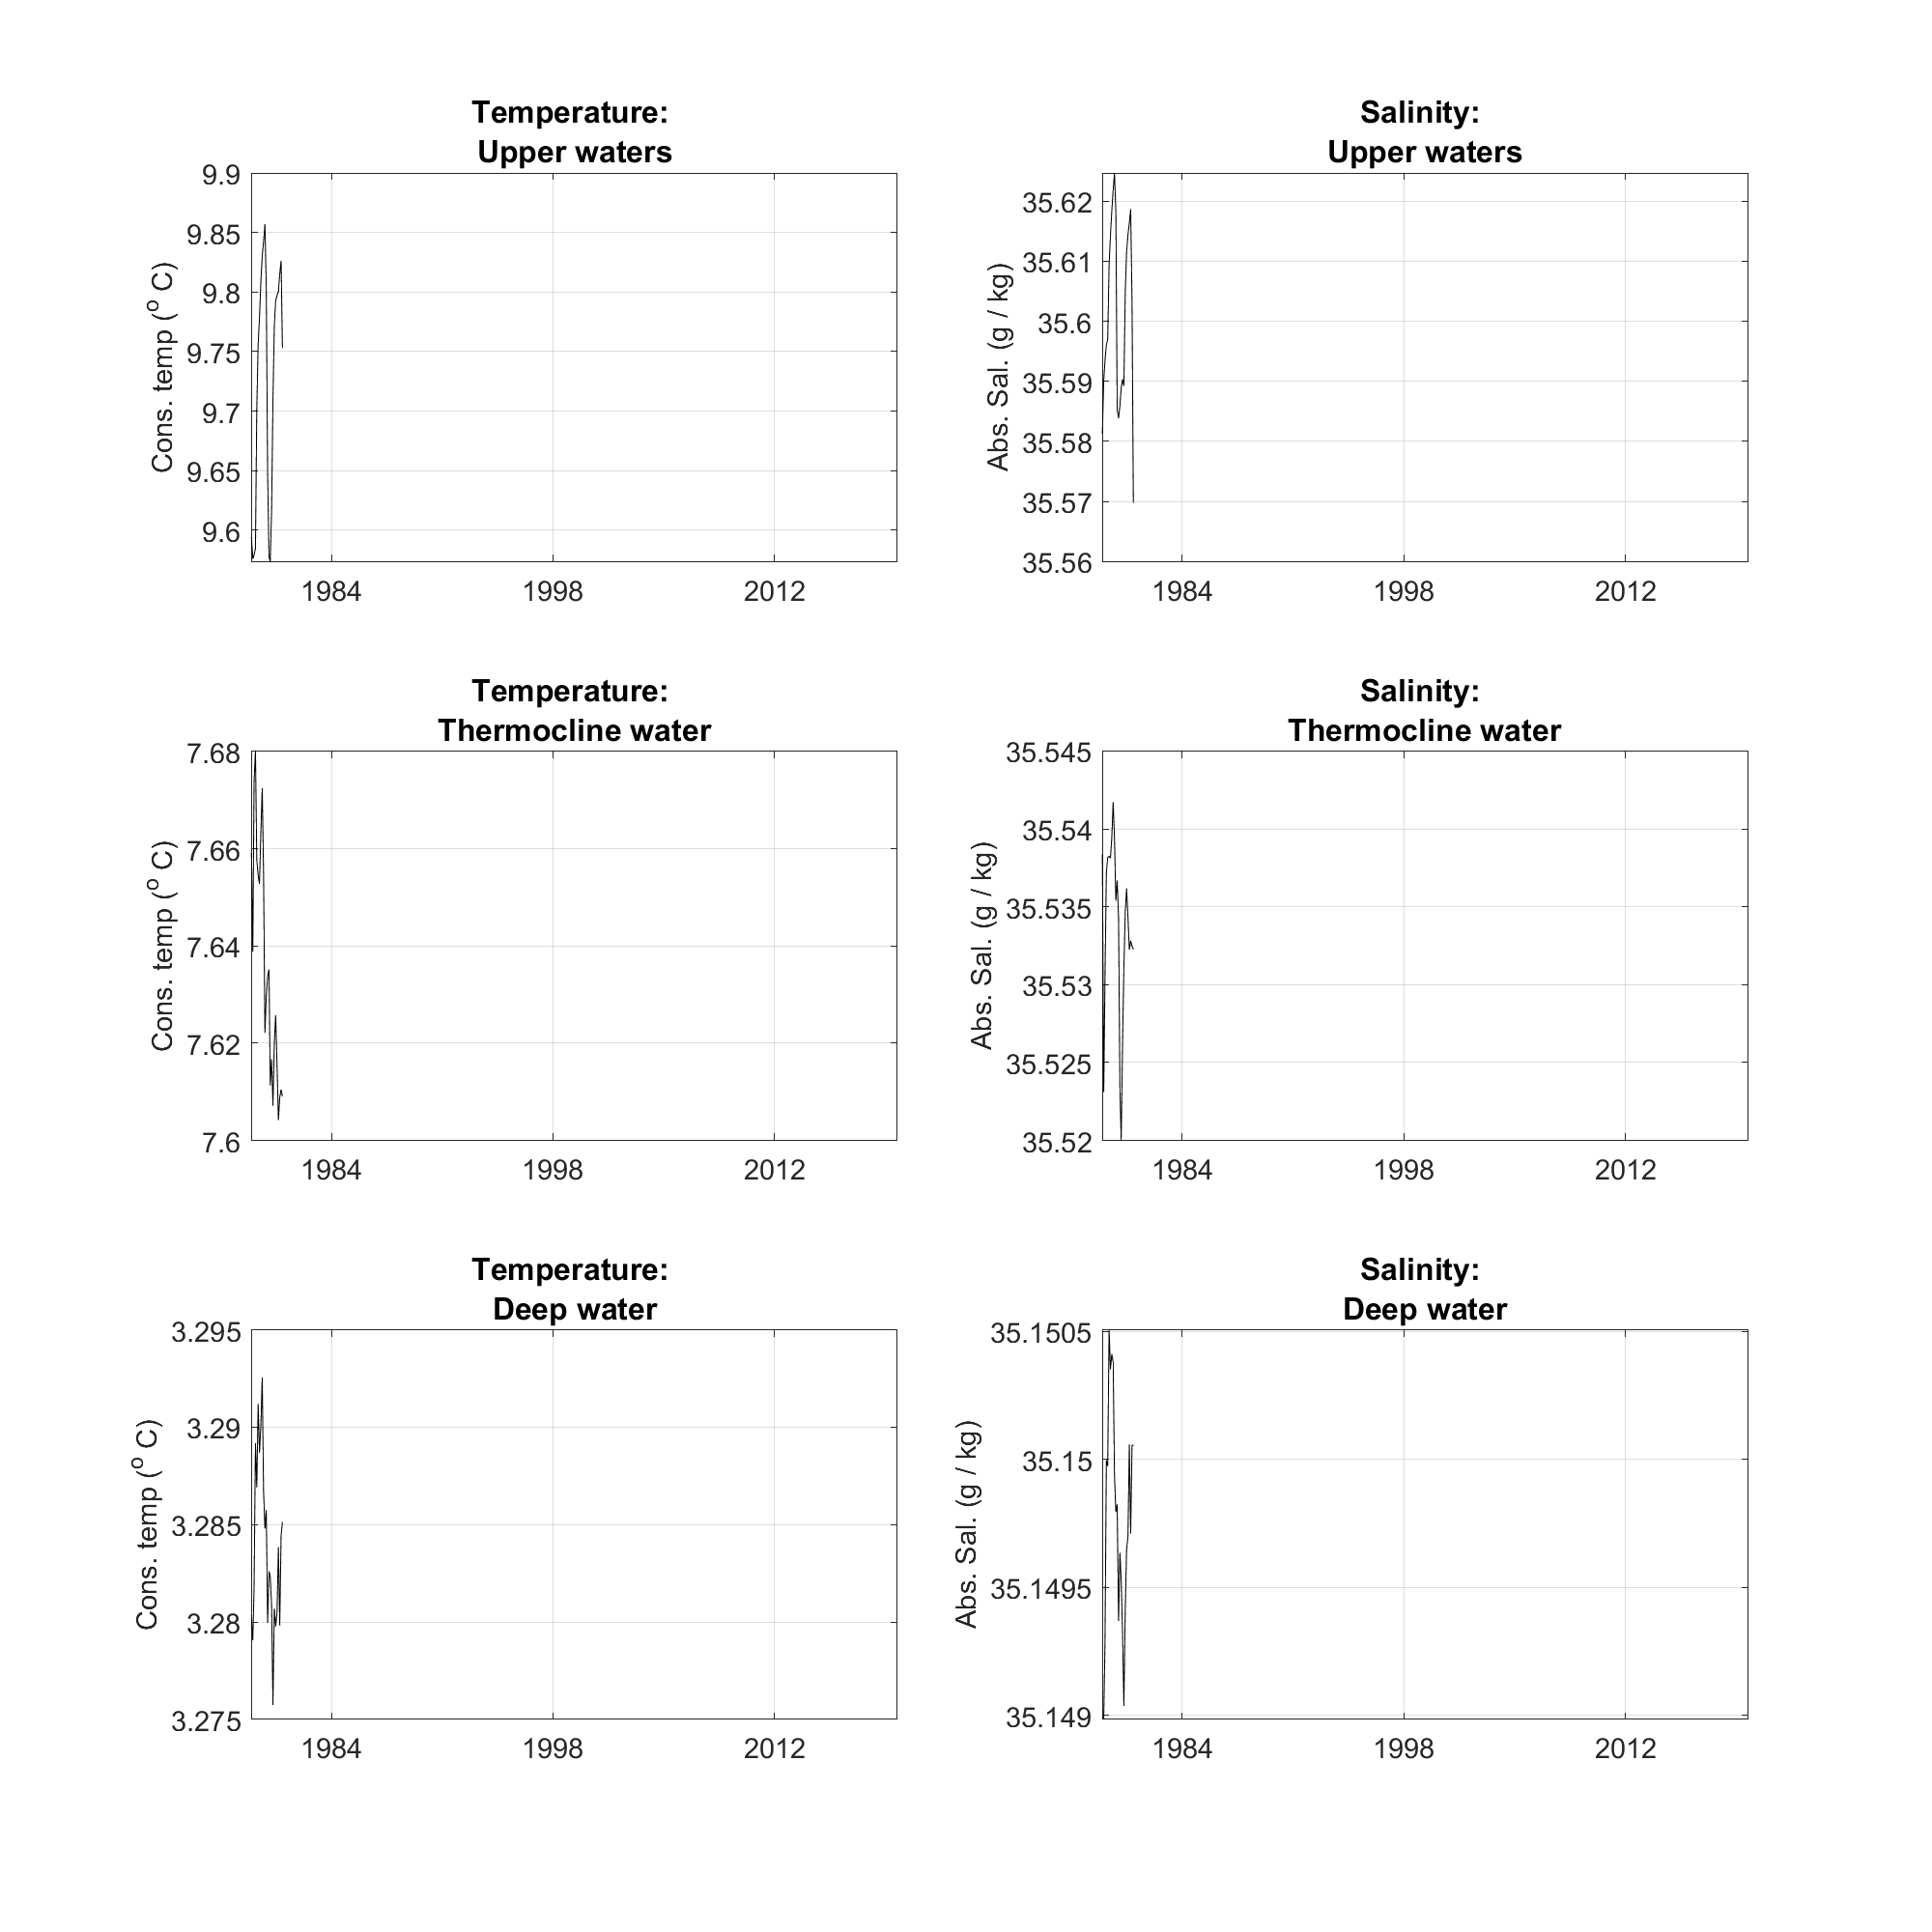 Temperature:
Upper waters
9.9
9.85
9.8
9.75
9.7
9.65
9.6
Cons. temp (° C)
1984 1998 2012
Salinity:
Upper waters
35.62
35.61
35.6
35.59
35.58
35.57
35.56
Abs. Sal. (g / kg)
1984 1998 2012
Temperature:
Thermocline water
7.68
7.66
7.64
7.62
7.6
Cons. temp (° C)
1984 1998 2012
Salinity:
Thermocline water
35.545
35.54
35.535
35.53
35.525
35.52
Abs. Sal. (g / kg)
1984 1998 2012
Temperature:
Deep water
3.295
3.29
3.285
3.28
3.275
Cons. temp (° C)
1984 1998 2012
Salinity:
Deep water
35.1505
35.15
35.1495
35.149
Abs. Sal. (g / kg)
1984 1998 2012